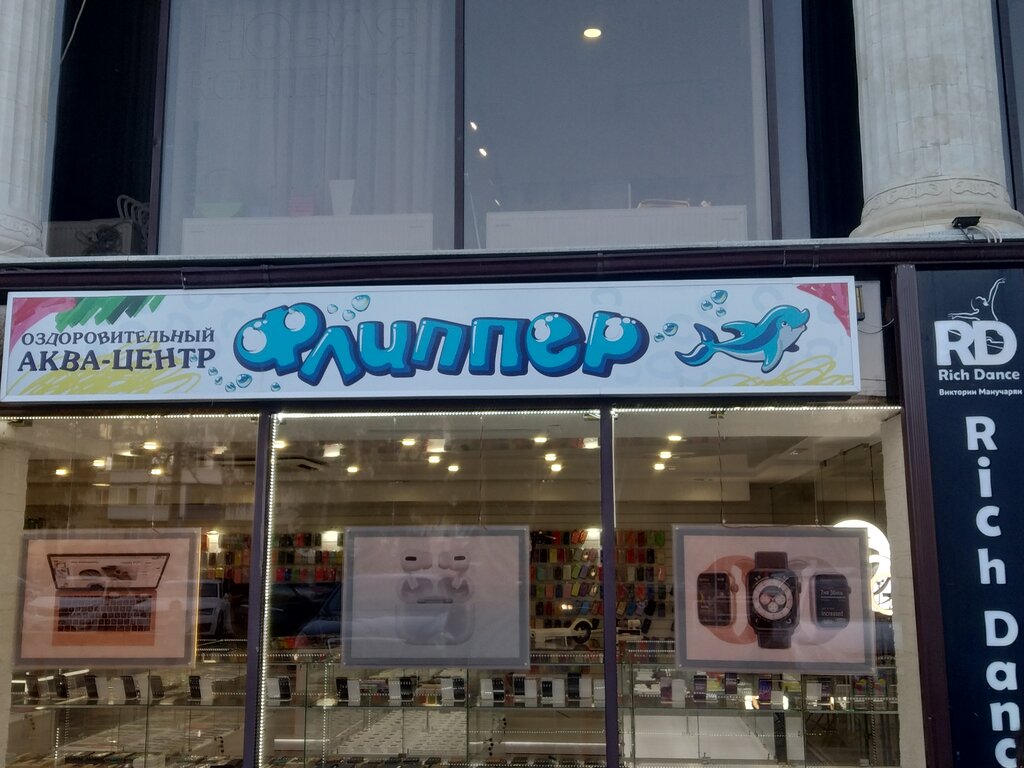 ОЗДОРОВИТЕЛЬНЫЙ
АКВА-ЦЕНТР
Флиппер
RD
Rich Dance
Виктории Манучарян
Rich Danc